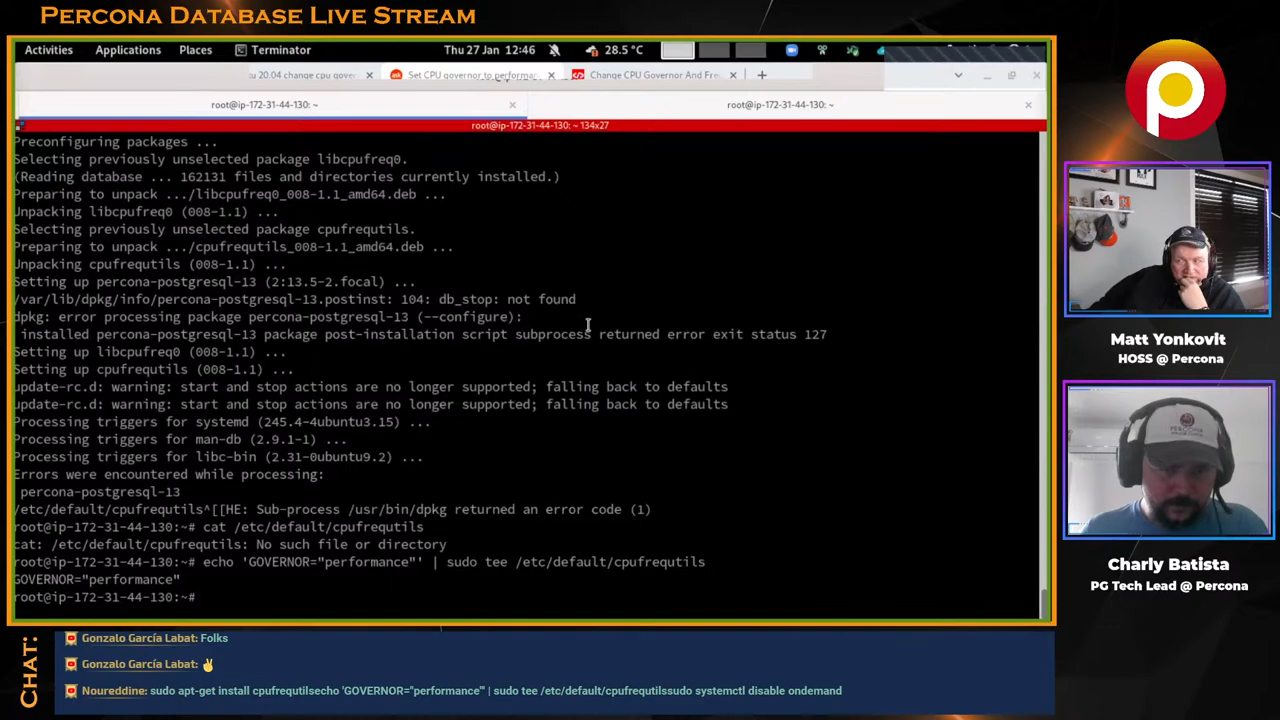 PERCONA DATABASE LIVE STREAM
Activities Applications Places Terminator Thu 27 Jan 12:46 28.5 °C
tu 20.04 change cpu gove Set CPU governor to performan Change CPU Governor And Fre
root@ip-172-31-44-130: ~ root@ip-172-31-44-130: ~
root@ip-172-31-44-130: ~ 134x27
Preconfiguring packages ...
Selecting previously unselected package libcpufreq0.
(Reading database ... 162131 files and directories currently installed.)
Preparing to unpack .../libcpufreq0_008-1.1_amd64.deb ...
Unpacking libcpufreq0 (008-1.1) ...
Selecting previously unselected package cpufrequtils.
Preparing to unpack .../cpufrequtils_008-1.1_amd64.deb ...
Unpacking cpufrequtils (008-1.1) ...
Setting up percona-postgresql-13 (2:13.5-2.focal) ...
/var/lib/dpkg/info/percona-postgresql-13.postinst: 104: db_stop: not found
dpkg: error processing package percona-postgresql-13 (--configure):
installed percona-postgresql-13 package post-installation script subprocess returned error exit status 127
Setting up libcpufreq0 (008-1.1) ...
Setting up cpufrequtils (008-1.1) ...
update-rc.d: warning: start and stop actions are no longer supported; falling back to defaults
update-rc.d: warning: start and stop actions are no longer supported; falling back to defaults
Processing triggers for systemd (245.4-4ubuntu3.15) ...
Processing triggers for man-db (2.9.1-1) ...
Processing triggers for libc-bin (2.31-0ubuntu9.2) ...
Errors were encountered while processing:
percona-postgresql-13
/etc/default/cpufrequtils^[[HE: Sub-process /usr/bin/dpkg returned an error code (1)
root@ip-172-31-44-130:~# cat /etc/default/cpufrequtils
cat: /etc/default/cpufrequtils: No such file or directory
root@ip-172-31-44-130:~# echo 'GOVERNOR="performance"' | sudo tee /etc/default/cpufrequtils
GOVERNOR="performance"
root@ip-172-31-44-130:~#
Matt Yonkovit
HOSS @ Percona
Charly Batista
PG Tech Lead @ Percona
CHAT:
Gonzalo García Labat: Folks
Gonzalo García Labat: ✌
Noureddine: sudo apt-get install cpufrequtilsecho 'GOVERNOR="performance"' | sudo tee /etc/default/cpufrequtilssudo systemctl disable ondemand